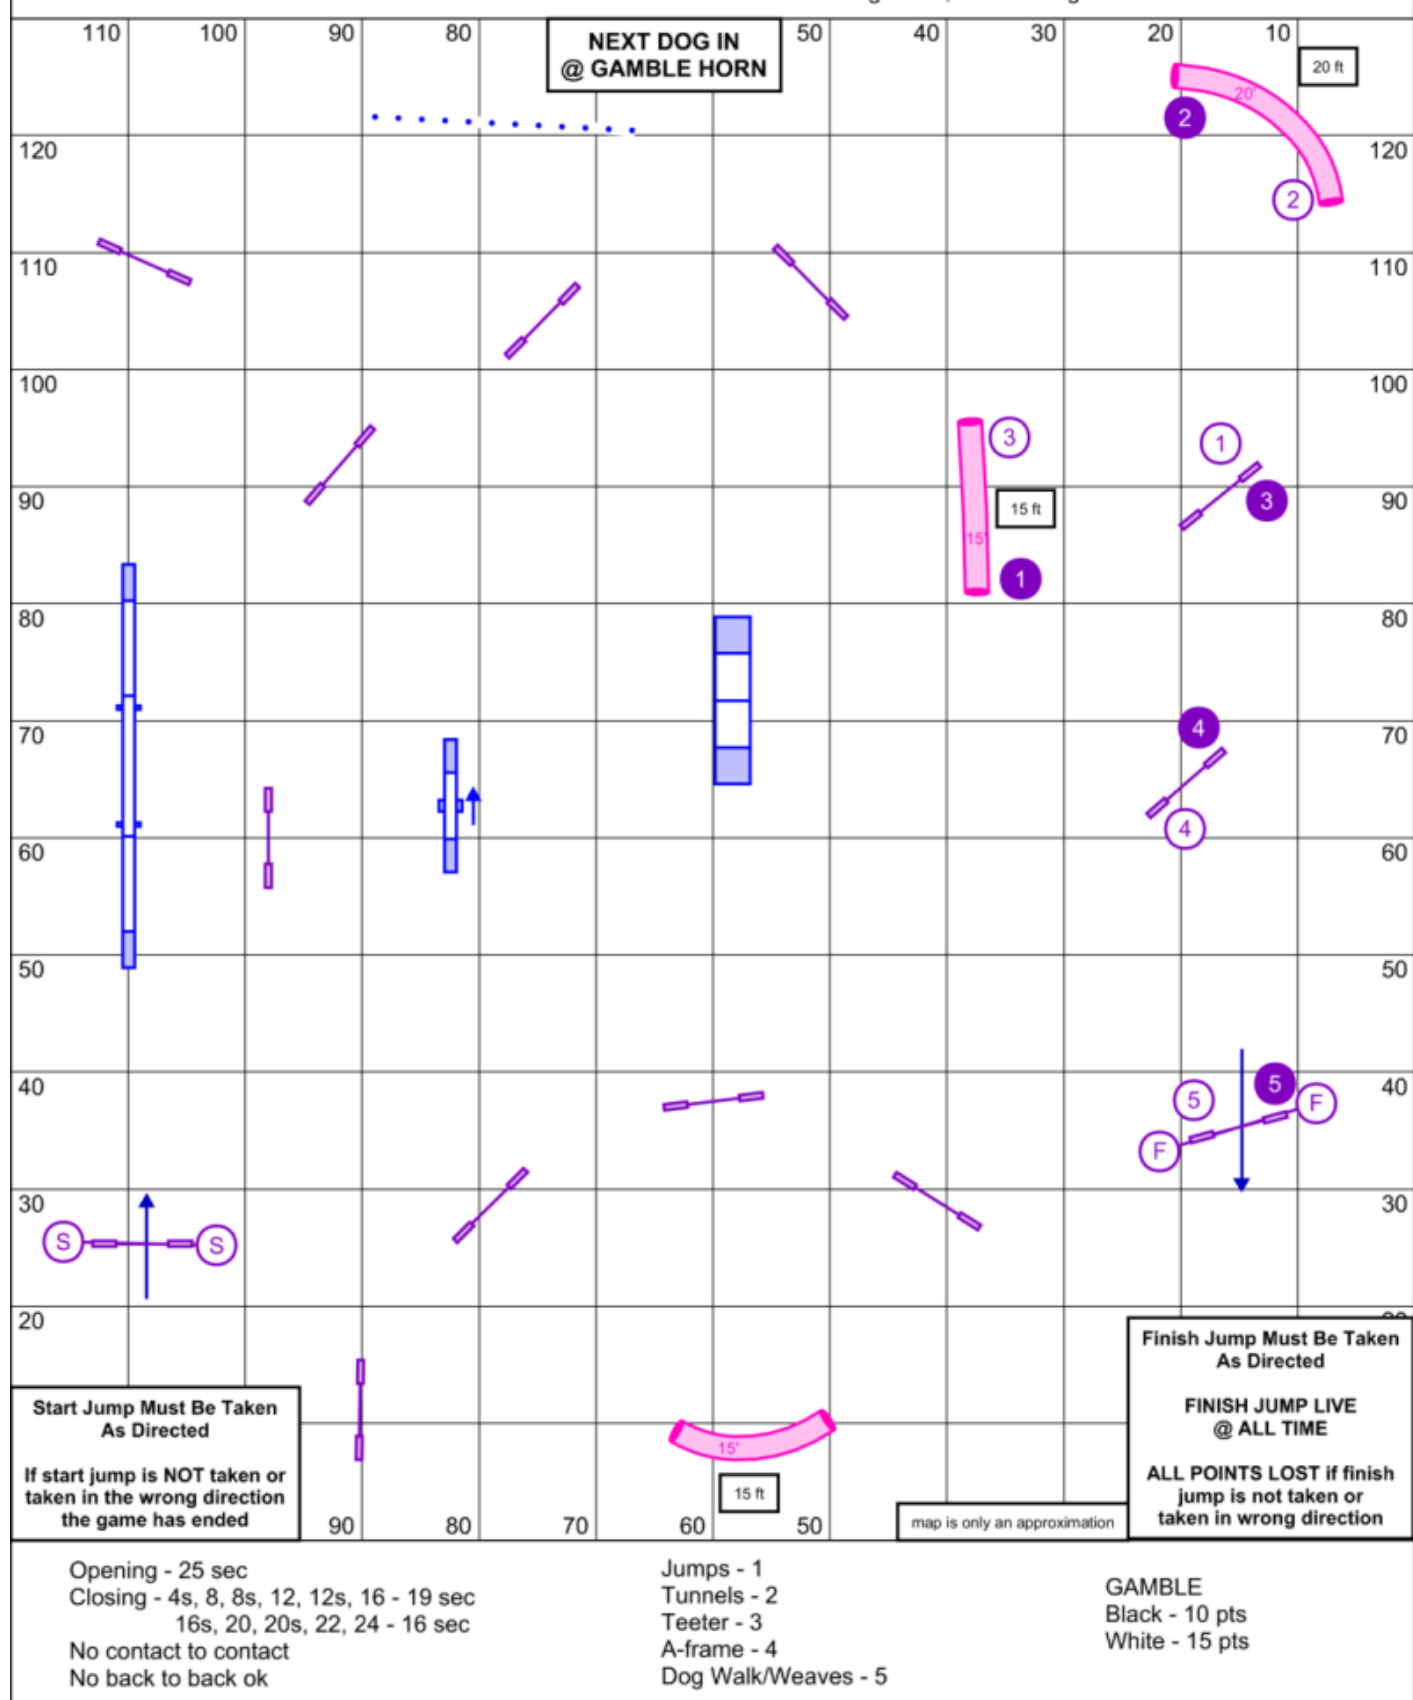 110 100 90 80 50 40 30 20 10
NEXT DOG IN
@ GAMBLE HORN
20 ft
20'
2
120 120
2
110 110
100 100
3
1
90 90
15 ft
3
15'
1
80 80
4
70 70
4
60 60
50 50
40 40
5
5
F
F
30 30
S S
20
Start Jump Must Be Taken
As Directed
If start jump is NOT taken or
taken in the wrong direction
the game has ended
15'
15 ft
Finish Jump Must Be Taken
As Directed
FINISH JUMP LIVE
@ ALL TIME
ALL POINTS LOST if finish
jump is not taken or
taken in wrong direction
map is only an approximation
90 80 70 60 50
Opening - 25 sec
Closing - 4s, 8, 8s, 12, 12s, 16 - 19 sec
16s, 20, 20s, 22, 24 - 16 sec
No contact to contact
No back to back ok
Jumps - 1
Tunnels - 2
Teeter - 3
A-frame - 4
Dog Walk/Weaves - 5
GAMBLE
Black - 10 pts
White - 15 pts